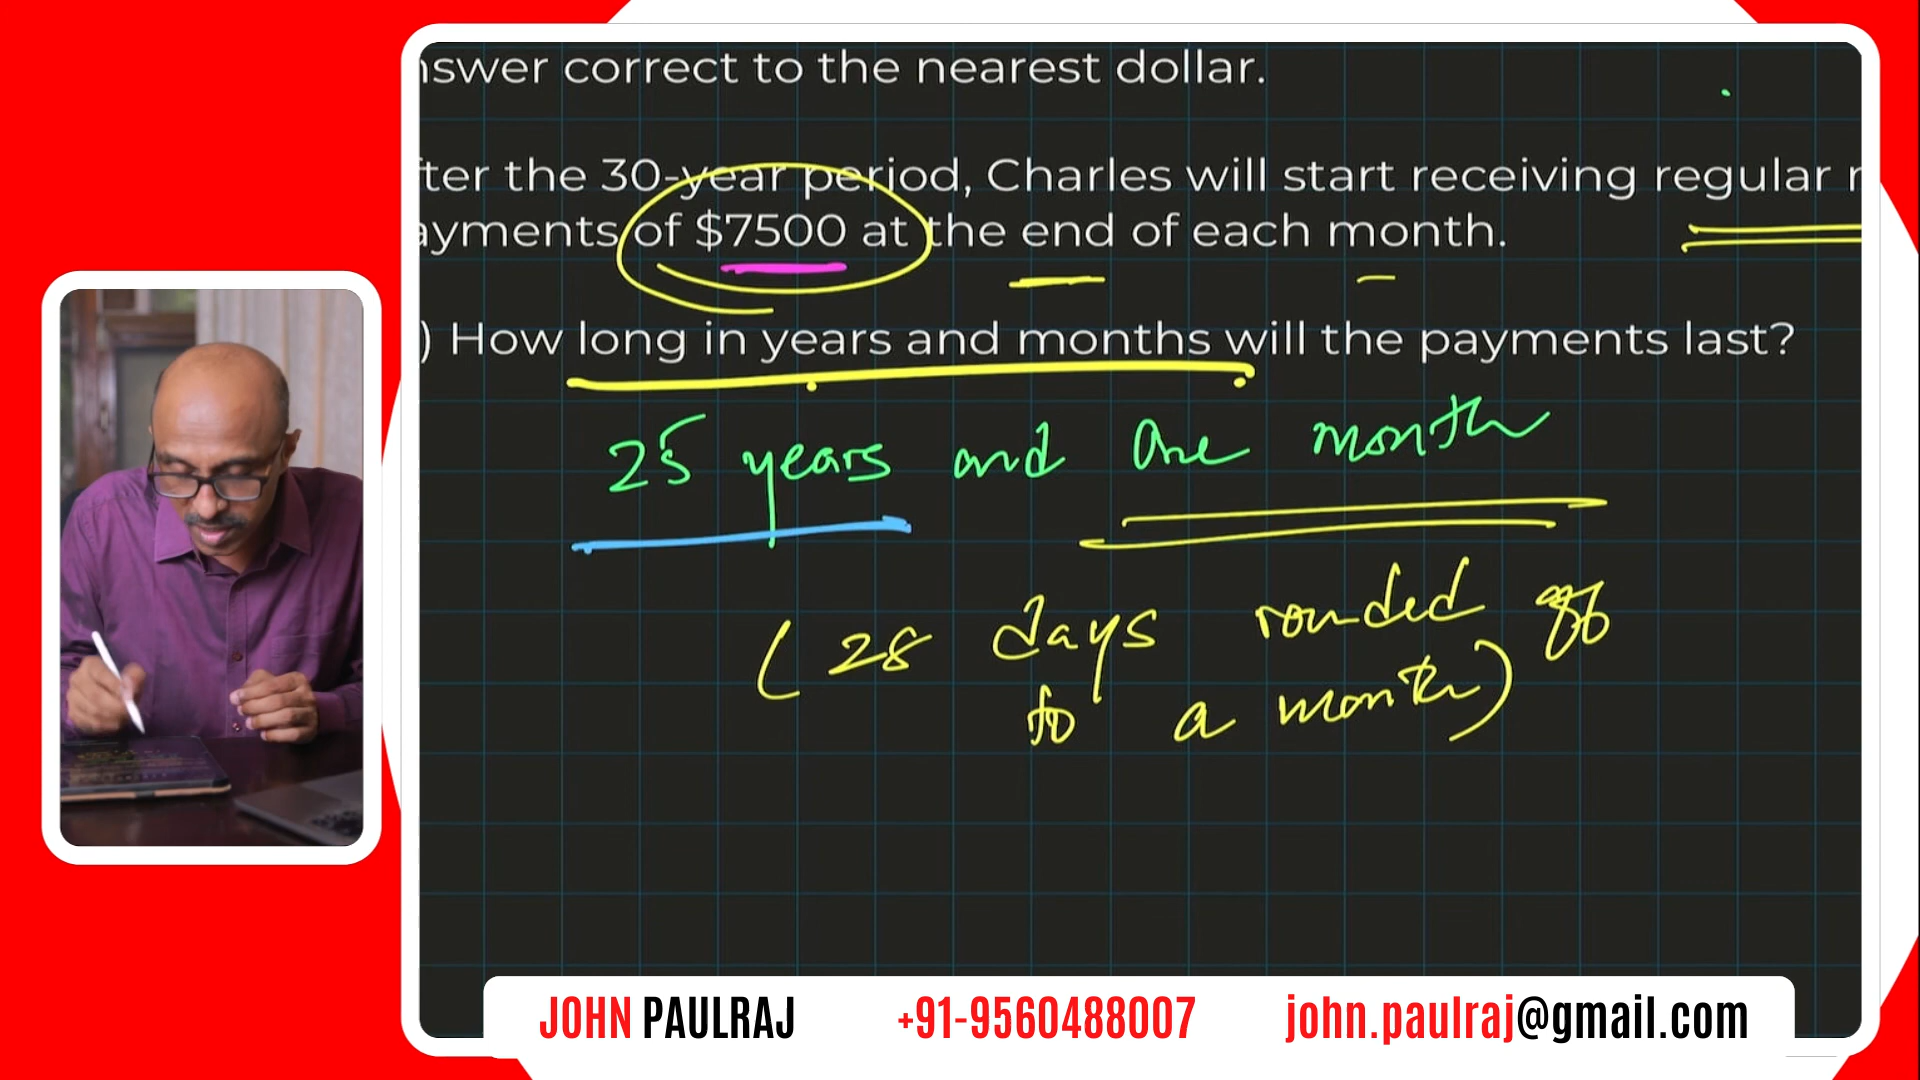 nswer correct to the nearest dollar.
fter the 30-year period, Charles will start receiving regular
ayments of $7500 at the end of each month.
) How long in years and months will the payments last?
25 years and One month
(28 days rounded off
to a month)
JOHN PAULRAJ +91-9560488007 john.paulraj@gmail.com